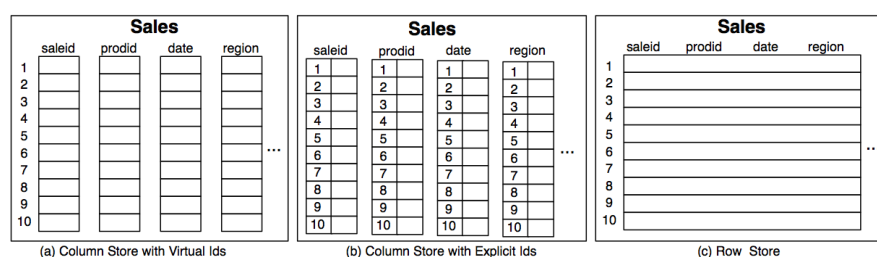 Sales
saleid prodid date region
1
2
3
4
5
6
7
8
9
10
...
(a) Column Store with Virtual Ids
Sales
saleid prodid date region
1 1 1 1
2 2 2 2
3 3 3 3
4 4 4 4
5 5 5 5
6 6 6 6
7 7 7 7
8 8 8 8
9 9 9 9
10 10 10 10
...
(b) Column Store with Explicit Ids
Sales
saleid prodid date region
1
2
3
4
5
6
7
8
9
10
...
(c) Row Store